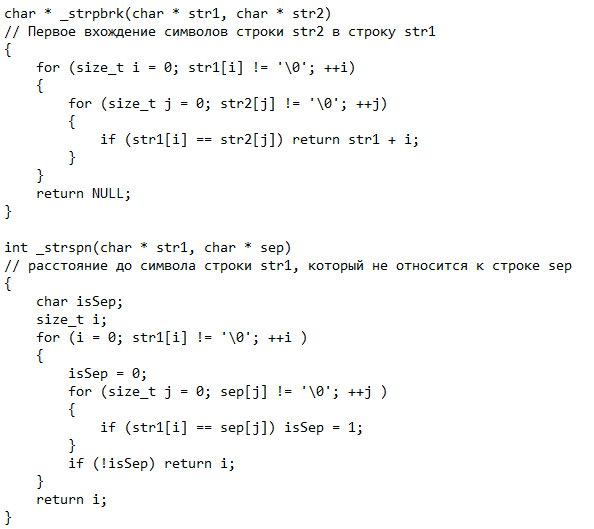 char * _strpbrk(char * str1, char * str2)
// Первое вхождение символов строки str2 в строку str1
{
    for (size_t i = 0; str1[i] != '\0'; ++i)
    {
        for (size_t j = 0; str2[j] != '\0'; ++j)
        {
            if (str1[i] == str2[j]) return str1 + i;
        }
    }
    return NULL;
}

int _strspn(char * str1, char * sep)
// расстояние до символа строки str1, который не относится к строке sep
{
    char isSep;
    size_t i;
    for (i = 0; str1[i] != '\0'; ++i )
    {
        isSep = 0;
        for (size_t j = 0; sep[j] != '\0'; ++j )
        {
            if (str1[i] == sep[j]) isSep = 1;
        }
        if (!isSep) return i;
    }
    return i;
}